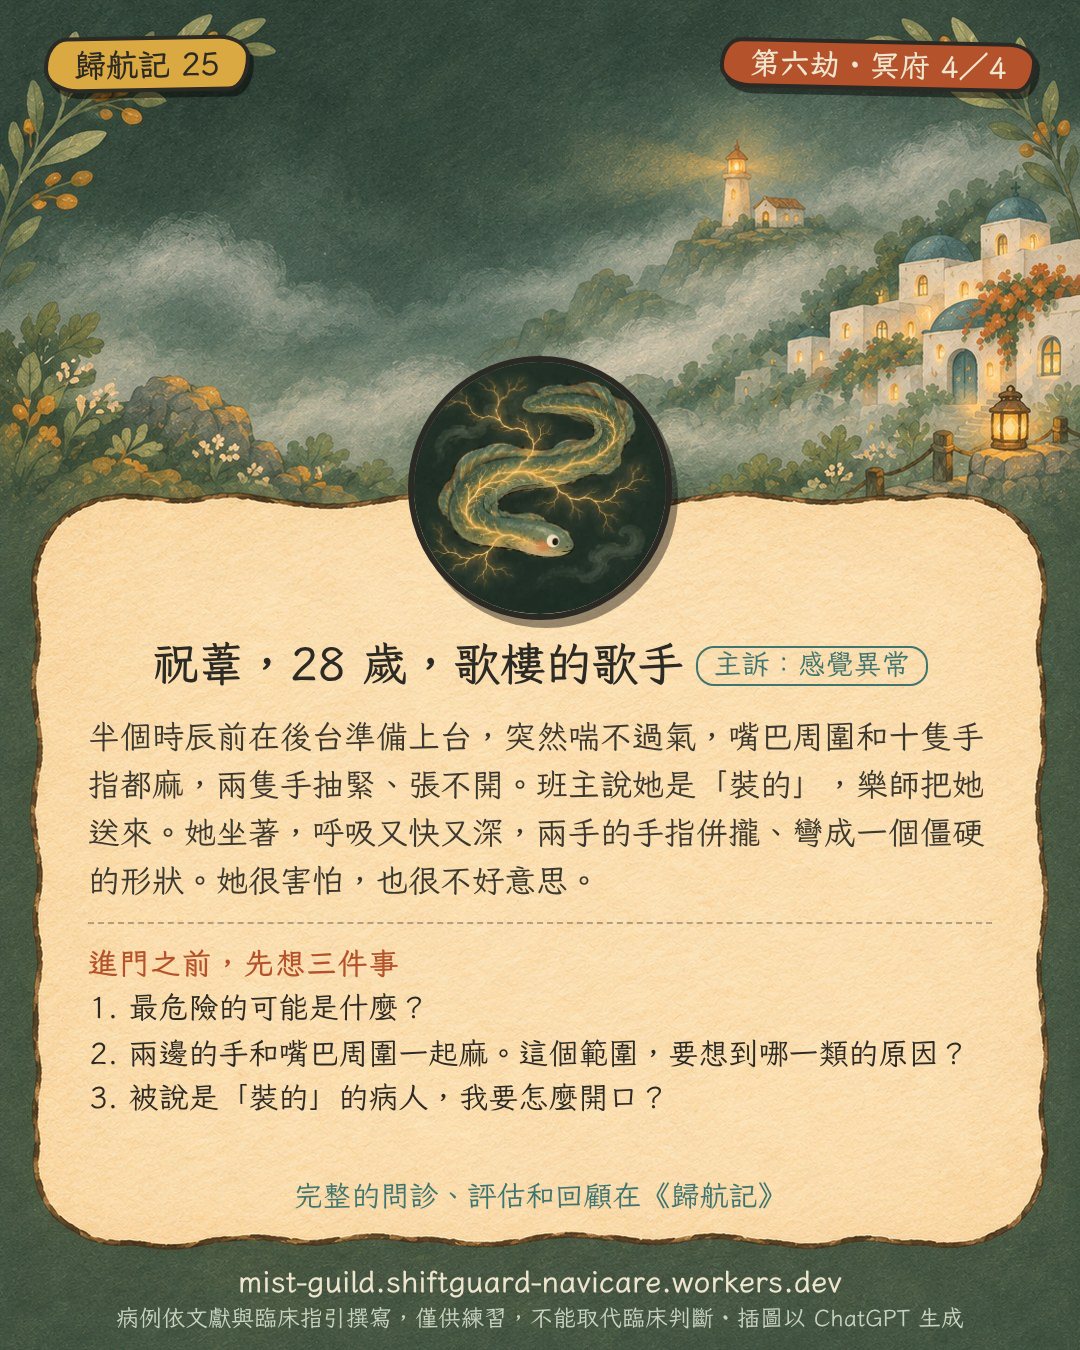 歸航記 25
第六劫・冥府 4／4
祝葦，28 歲，歌樓的歌手
主訴：感覺異常
半個時辰前在後台準備上台，突然喘不過氣，嘴巴周圍和十隻手
指都麻，兩隻手抽緊、張不開。班主說她是「裝的」，樂師把她
送來。她坐著，呼吸又快又深，兩手的手指併攏、彎成一個僵硬
的形狀。她很害怕，也很不好意思。
進門之前，先想三件事
1. 最危險的可能是什麼？
2. 兩邊的手和嘴巴周圍一起麻。這個範圍，要想到哪一類的原因？
3. 被說是「裝的」的病人，我要怎麼開口？
完整的問診、評估和回顧在《歸航記》
mist-guild.shiftguard-navicare.workers.dev
病例依文獻與臨床指引撰寫，僅供練習，不能取代臨床判斷・插圖以 ChatGPT 生成